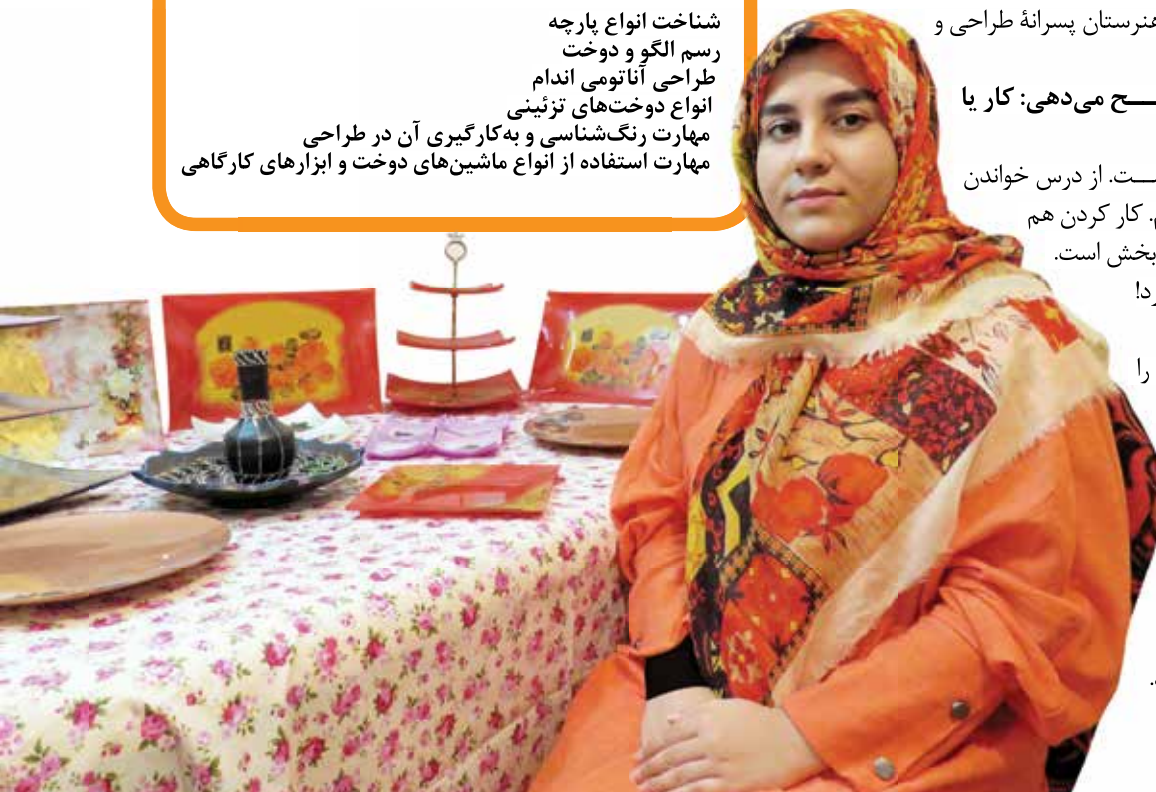 شناخت انواع پارچه
رسم الگو و دوخت
طراحی آناتومی اندام
انواع دوخت‌های تزئینی
مهارت رنگ‌شناسی و به‌کارگیری آن در طراحی
مهارت استفاده از انواع ماشین‌های دوخت و ابزارهای کارگاهی
هنرستان پسرانهٔ طراحی و
می‌دهی: کار یا
از درس خواندن
کار کردن هم
بخش است.
را